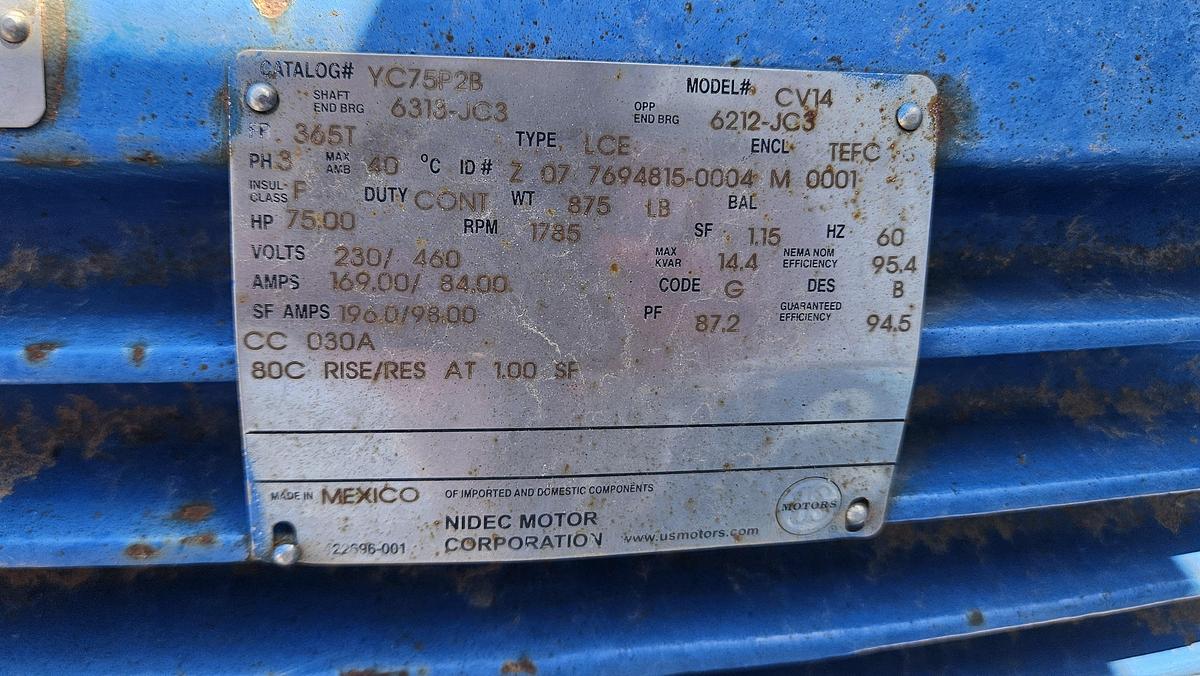 CATALOG# YC75P2B MODEL# CV14
SHAFT END BRG 6313-JC3 OPP END BRG 6212-JC3
FR 365T TYPE LCE ENCL TEFC
PH 3 MAX AMB 40 °C ID# Z 07 7694815-0004 M 0001
INSUL CLASS F DUTY CONT WT 875 LB BAL
HP 75.00 RPM 1785 SF 1.15 HZ 60
VOLTS 230/ 460 MAX KVAR 14.4 NEMA NOM EFFICIENCY 95.4
AMPS 169.00/ 84.00 CODE G DES B
SF AMPS 196.0/98.00 PF 87.2 GUARANTEED EFFICIENCY 94.5
CC 030A
80C RISE/RES AT 1.00 SF
MADE IN MEXICO OF IMPORTED AND DOMESTIC COMPONENTS
NIDEC MOTOR
CORPORATION www.usmotors.com
MOTORS